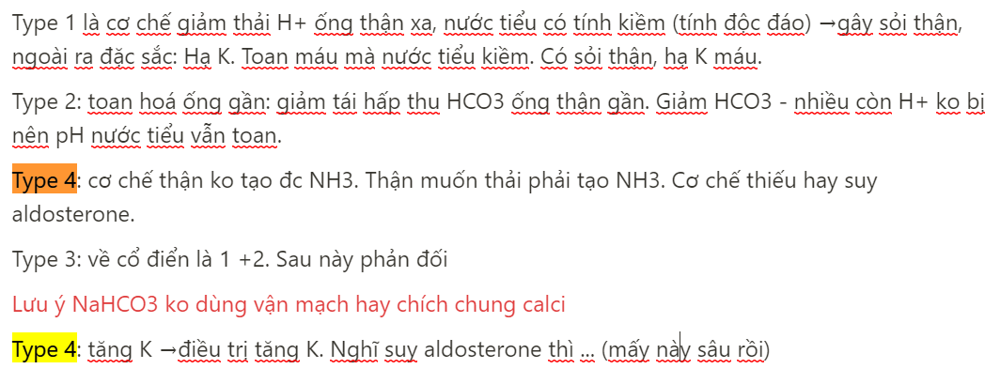 Type 1 là cơ chế giảm thải H+ ống thận xa, nước tiểu có tính kiềm (tính độc đáo) →gây sỏi thận,
ngoài ra đặc sắc: Hạ K. Toan máu mà nước tiểu kiềm. Có sỏi thận, hạ K máu.
Type 2: toan hoá ống gần: giảm tái hấp thu HCO3 ống thận gần. Giảm HCO3 - nhiều còn H+ ko bị
nên pH nước tiểu vẫn toan.
Type 4: cơ chế thận ko tạo đc NH3. Thận muốn thải phải tạo NH3. Cơ chế thiếu hay suy
aldosterone.
Type 3: về cổ điển là 1 +2. Sau này phản đối
Lưu ý NaHCO3 ko dùng vận mạch hay chích chung calci
Type 4: tăng K →điều trị tăng K. Nghĩ suy aldosterone thì ... (mấy này sâu rồi)